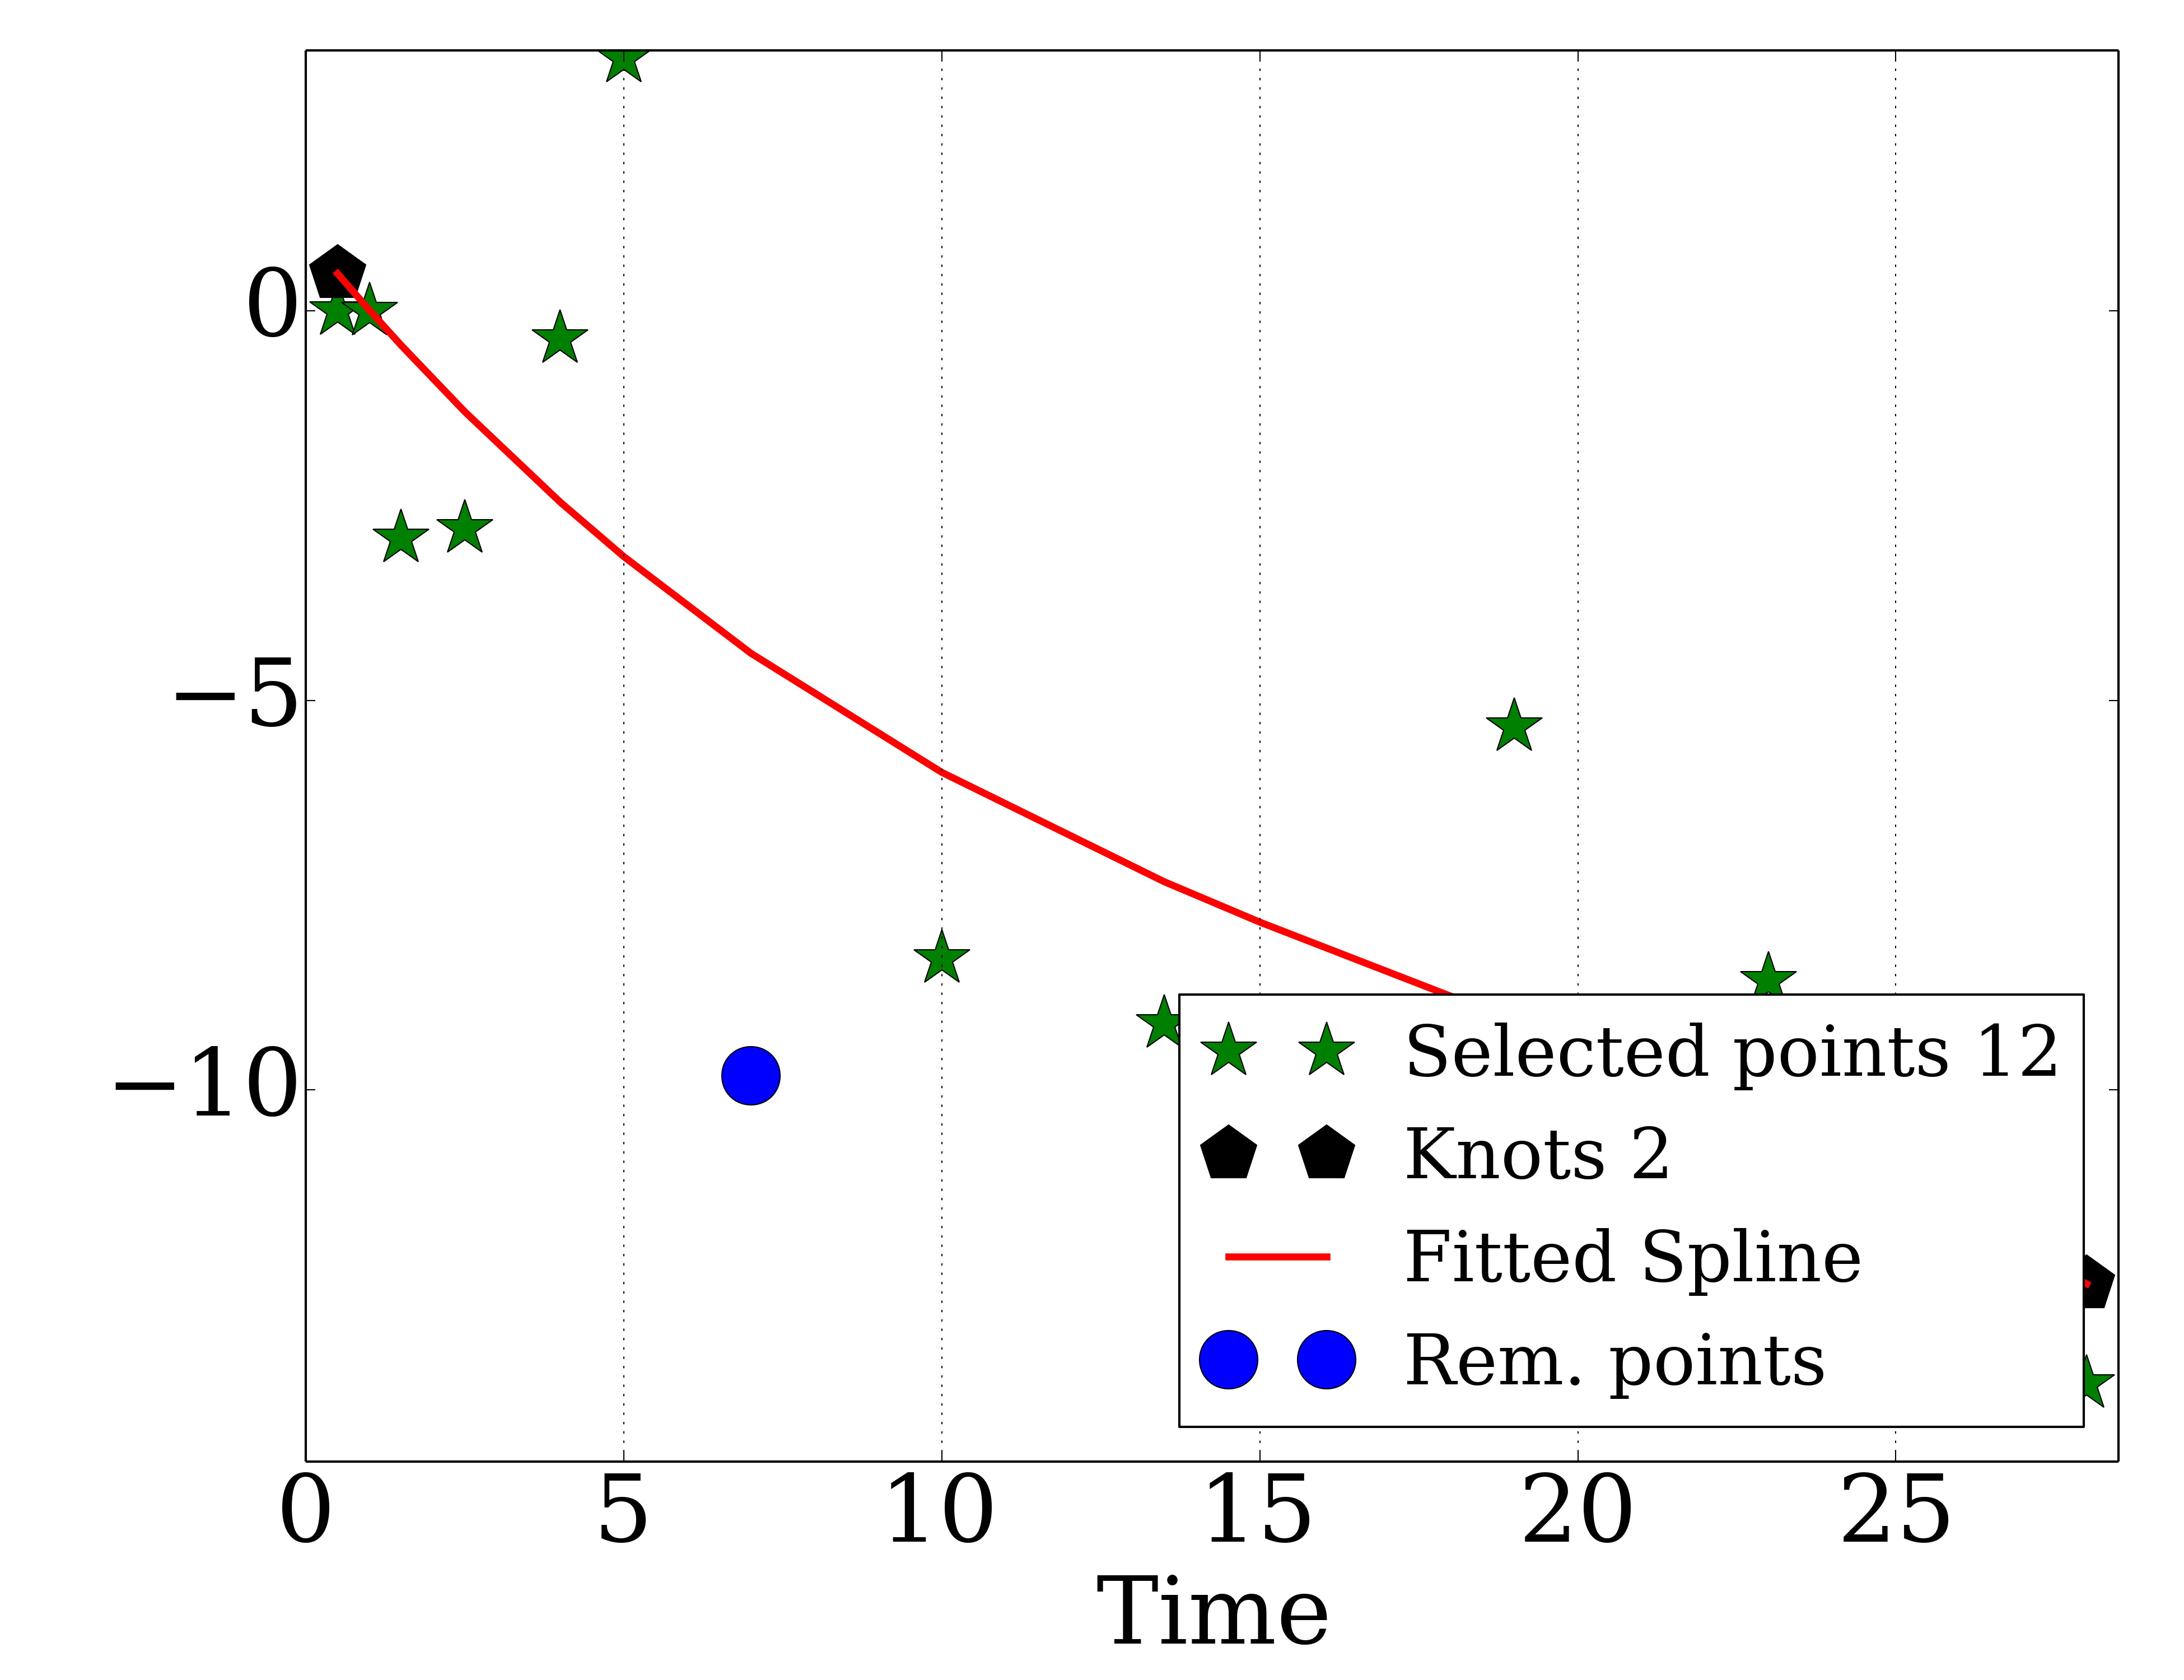 0
−5
−10
Selected points 12
Knots 2
Fitted Spline
Rem. points
0 5 10 15 20 25
Time